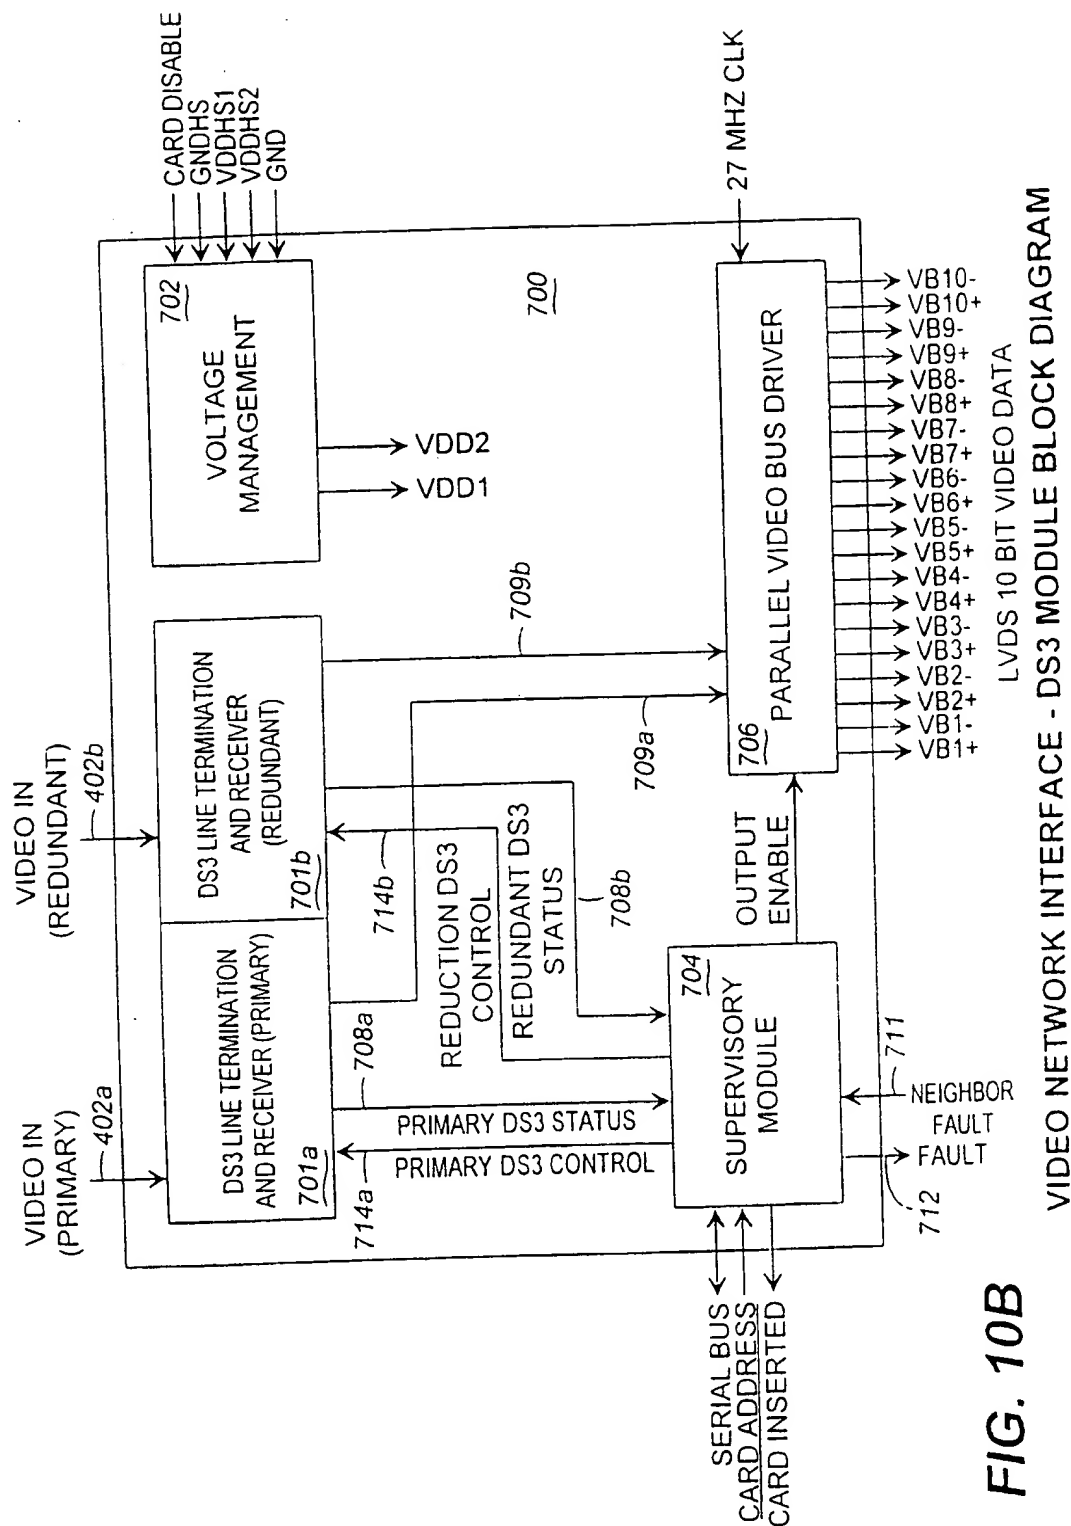 VIDEO IN
(PRIMARY)
402a
VIDEO IN
(REDUNDANT)
402b
DS3 LINE TERMINATION
AND RECEIVER (PRIMARY)
701a
DS3 LINE TERMINATION
AND RECEIVER
(REDUNDANT)
701b
702
VOLTAGE
MANAGEMENT
CARD DISABLE
GNDHS
VDDHS1
VDDHS2
GND
VDD1
VDD2
700
714a
708a
PRIMARY DS3 STATUS
PRIMARY DS3 CONTROL
714b
REDUCTION DS3
CONTROL
REDUNDANT DS3
STATUS
708b
709a
709b
SERIAL BUS
CARD ADDRESS
CARD INSERTED
704
SUPERVISORY
MODULE
OUTPUT
ENABLE
706
PARALLEL VIDEO BUS DRIVER
27 MHZ CLK
712
FAULT
NEIGHBOR
FAULT
711
VB1+
VB1-
VB2+
VB2-
VB3+
VB3-
VB4+
VB4-
VB5+
VB5-
VB6+
VB6-
VB7+
VB7-
VB8+
VB8-
VB9+
VB9-
VB10+
VB10-
LVDS 10 BIT VIDEO DATA
FIG. 10B
VIDEO NETWORK INTERFACE - DS3 MODULE BLOCK DIAGRAM